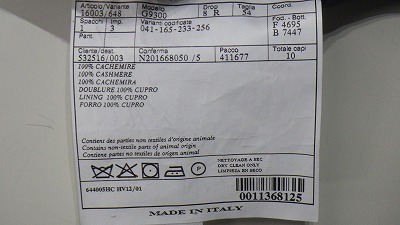 Articolo/Variante Modello Drop Taglia Coord.
16003/648 G9300 8 R 54
Spacchi Imp. Varianti codificate Fod. - Bott.
1 3 041-165-233-256 F 4695
Pant. B 7447
Cliente/dest. Conferma Pacco Totale capi
532516/003 N201668050 /5 411677 10
100% CACHEMIRE
100% CASHMERE
100% CACHEMIRA
DOUBLURE 100% CUPRO
LINING 100% CUPRO
FORRO 100% CUPRO
Contient des parties non textiles d'origine animale
Contains non-textile parts of animal origin
Contiene partes no textiles de origen animal
P
NETTOYAGE A SEC
DRY CLEAN ONLY
LIMPIEZA EN SECO
644005HC HV12/01
0011368125
MADE IN ITALY